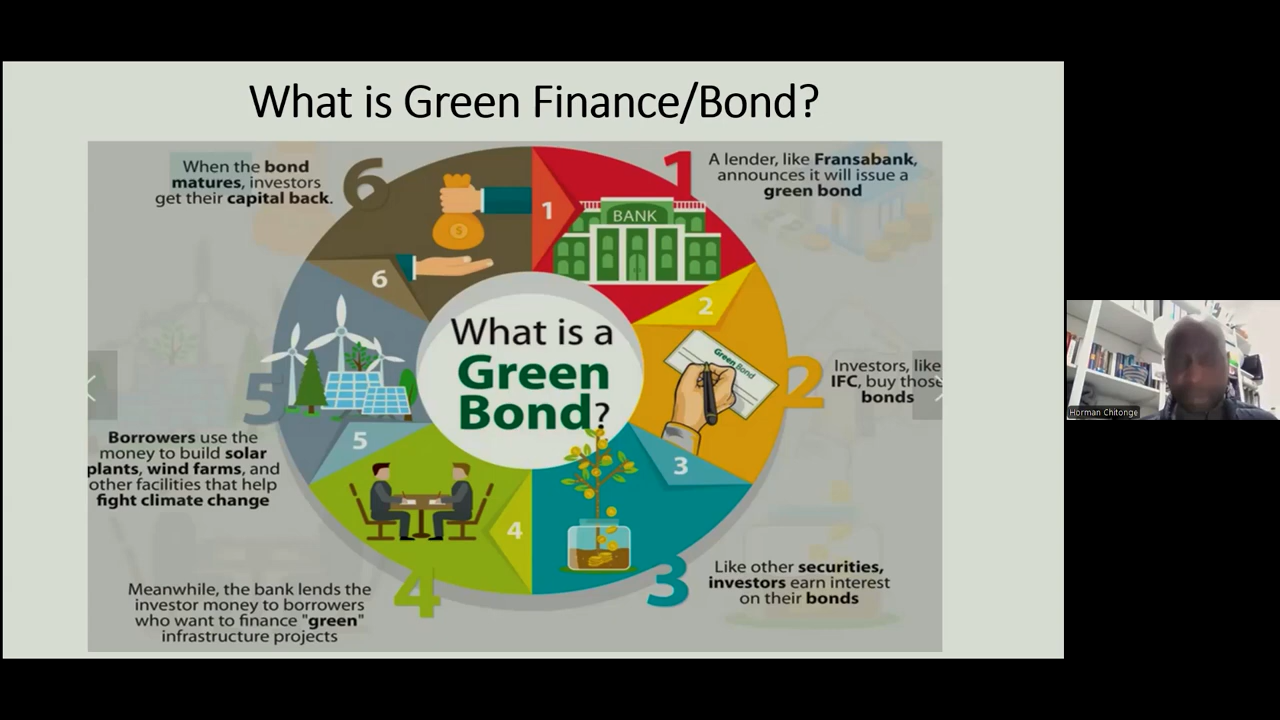 What is Green Finance/Bond?
1
A lender, like Fransabank,
announces it will issue a
green bond
BANK
1
2
Green Bond
2
Investors, like
IFC, buy those
bonds
3
3
Like other securities,
investors earn interest
on their bonds
4
4
Meanwhile, the bank lends the
investor money to borrowers
who want to finance "green"
infrastructure projects
5
5
Borrowers use the
money to build solar
plants, wind farms, and
other facilities that help
fight climate change
6
6
When the bond
matures, investors
get their capital back.
$
What is a
Green
Bond?
Horman Chitonge